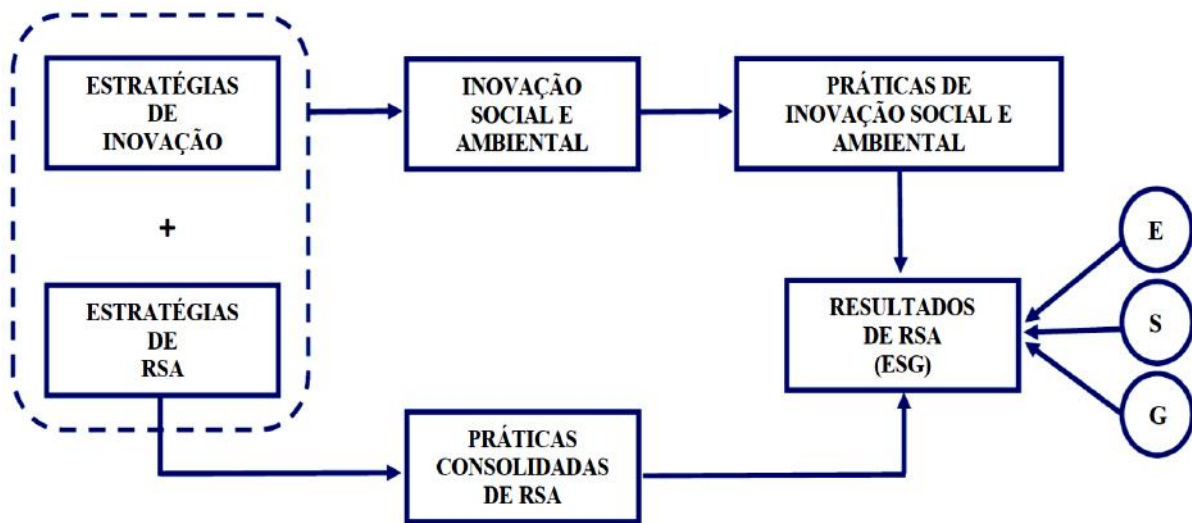 ESTRATÉGIAS
DE
INOVAÇÃO
+
ESTRATÉGIAS
DE
RSA
INOVAÇÃO
SOCIAL E
AMBIENTAL
PRÁTICAS DE
INOVAÇÃO SOCIAL E
AMBIENTAL
PRÁTICAS
CONSOLIDADAS
DE RSA
RESULTADOS
DE RSA
(ESG)
E
S
G